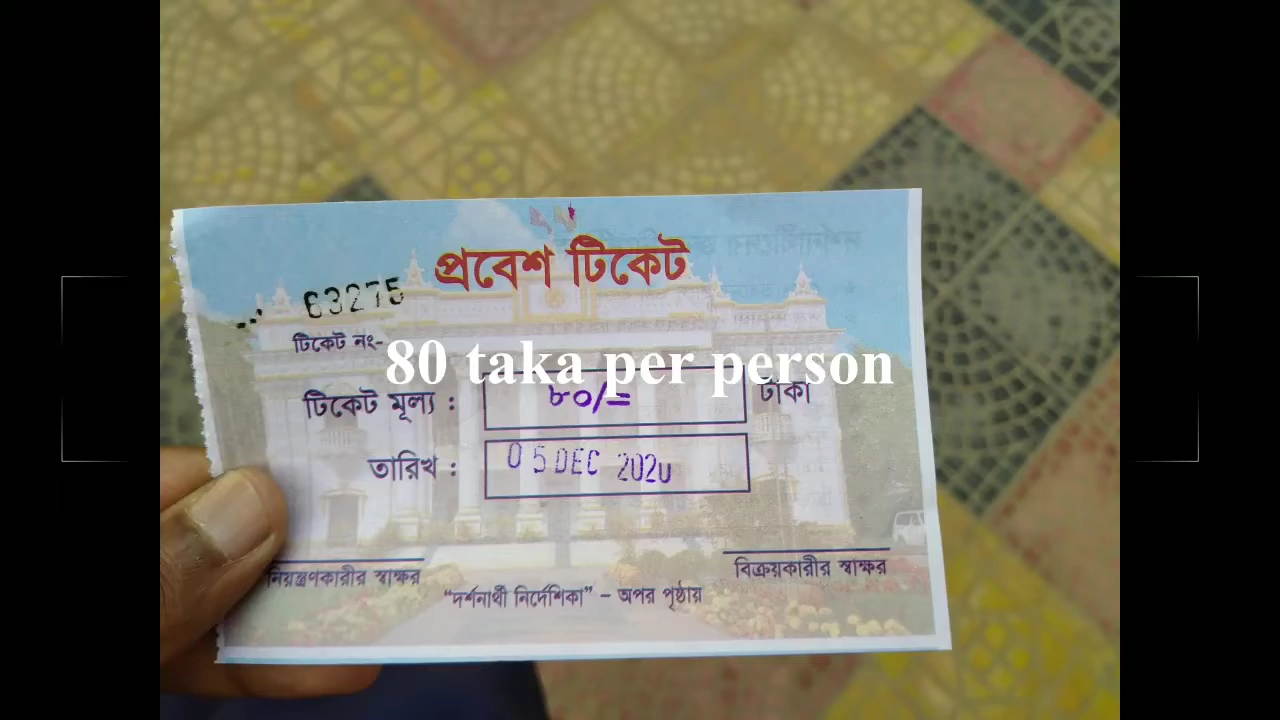 প্রবেশ টিকেট
63275
টিকেট নং-
80 taka per person
টিকেট মূল্য : ৮০/= টাকা
তারিখ : 05 DEC 2020
নিয়ন্ত্রণকারীর স্বাক্ষর
বিক্রয়কারীর স্বাক্ষর
“দর্শনার্থী নির্দেশিকা” – অপর পৃষ্ঠায়